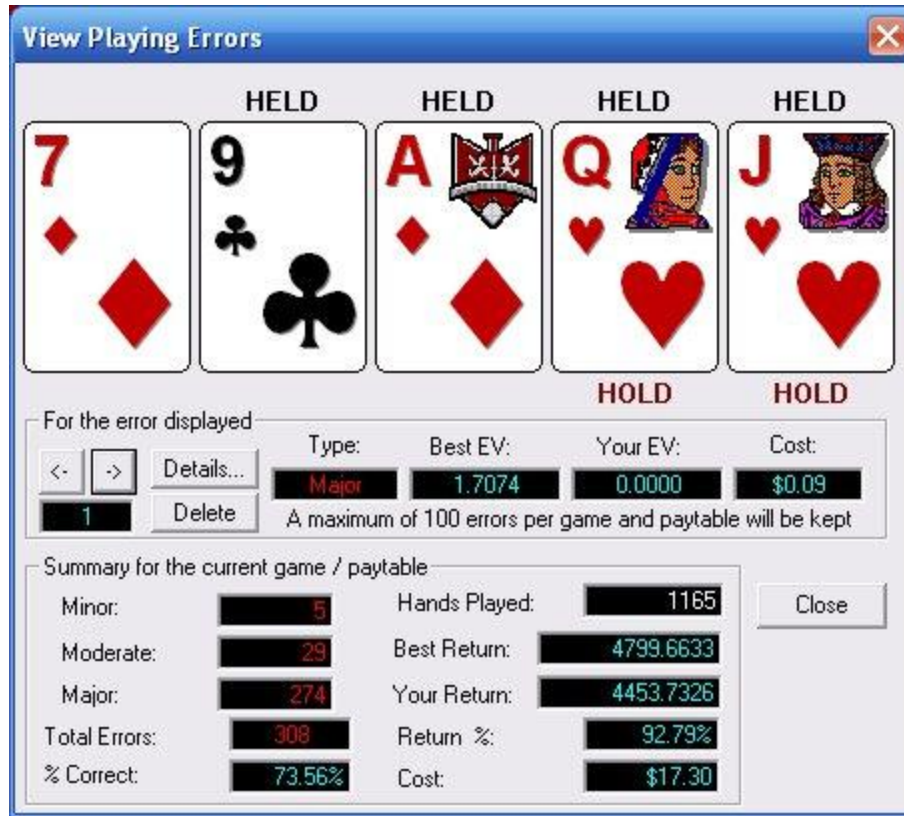 View Playing Errors
HELD HELD HELD HELD
7 9 A Q J
HOLD HOLD
For the error displayed
Type: Best EV: Your EV: Cost:
<- -> Details... Major 1.7074 0.0000 $0.09
1 Delete A maximum of 100 errors per game and paytable will be kept
Summary for the current game / paytable
Minor: 5 Hands Played: 1165 Close
Moderate: 29 Best Return: 4799.6633
Major: 274 Your Return: 4453.7326
Total Errors: 308 Return %: 92.79%
% Correct: 73.56% Cost: $17.30